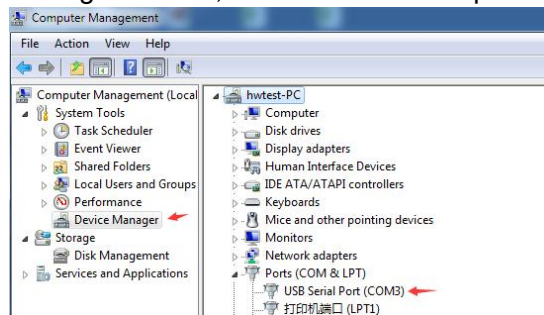 Computer Management
File Action View Help
Computer Management (Local
System Tools
Task Scheduler
Event Viewer
Shared Folders
Local Users and Groups
Performance
Device Manager
Storage
Disk Management
Services and Applications
hwtest-PC
Computer
Disk drives
Display adapters
Human Interface Devices
IDE ATA/ATAPI controllers
Keyboards
Mice and other pointing devices
Monitors
Network adapters
Ports (COM & LPT)
USB Serial Port (COM3)
打印机端口 (LPT1)